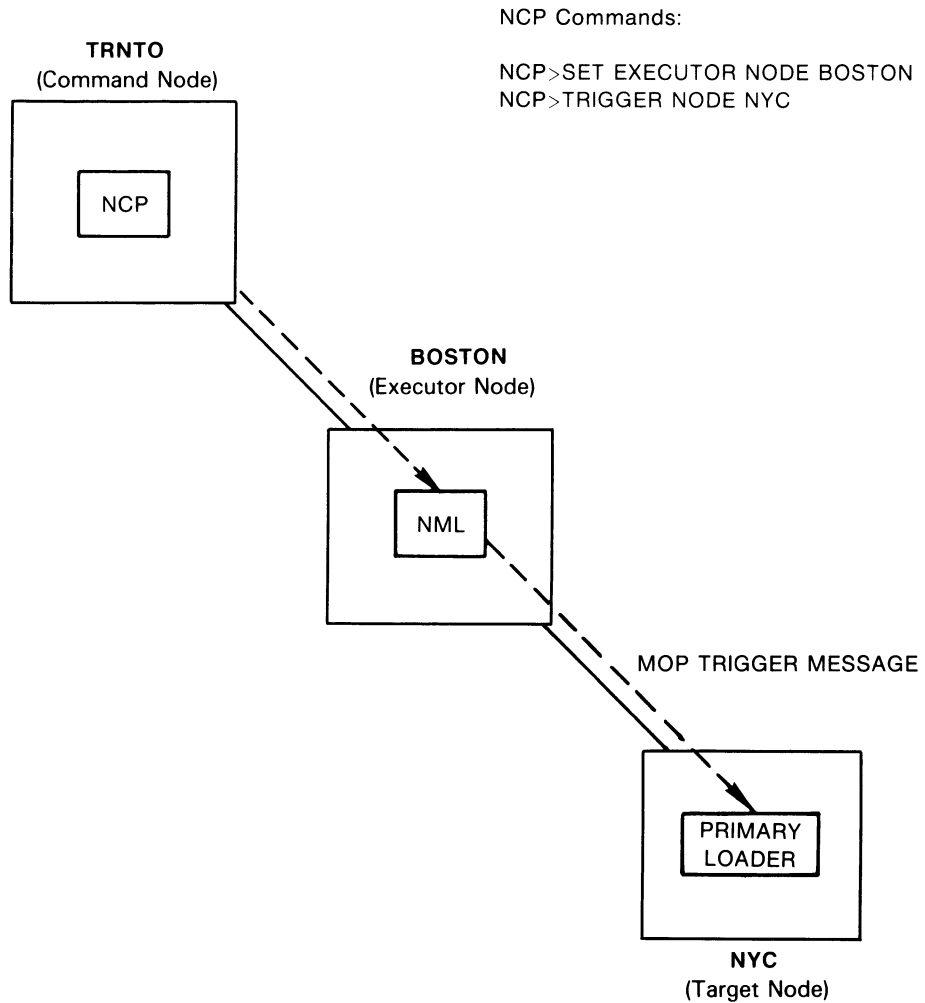 NCP Commands:
NCP>SET EXECUTOR NODE BOSTON
NCP>TRIGGER NODE NYC
TRNTO
(Command Node)
NCP
BOSTON
(Executor Node)
NML
MOP TRIGGER MESSAGE
PRIMARY
LOADER
NYC
(Target Node)